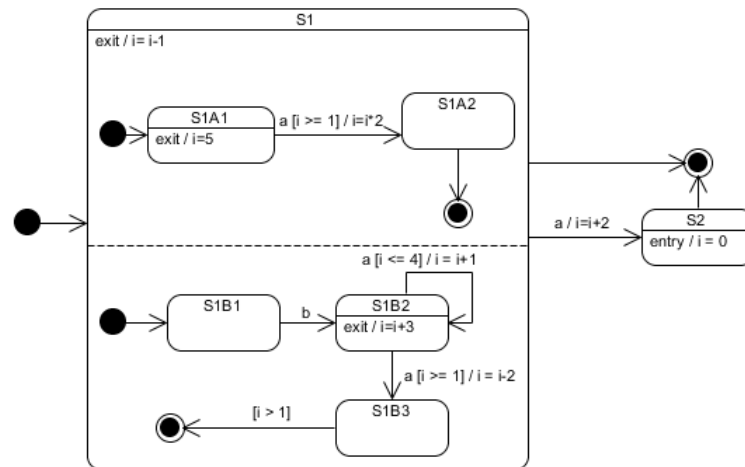 S1
exit / i= i-1
S1A1
exit / i=5
a [i >= 1] / i=i*2
S1A2
a / i=i+2
S2
entry / i = 0
a [i <= 4] / i = i+1
S1B1
b
S1B2
exit / i=i+3
a [i >= 1] / i = i-2
[i > 1]
S1B3